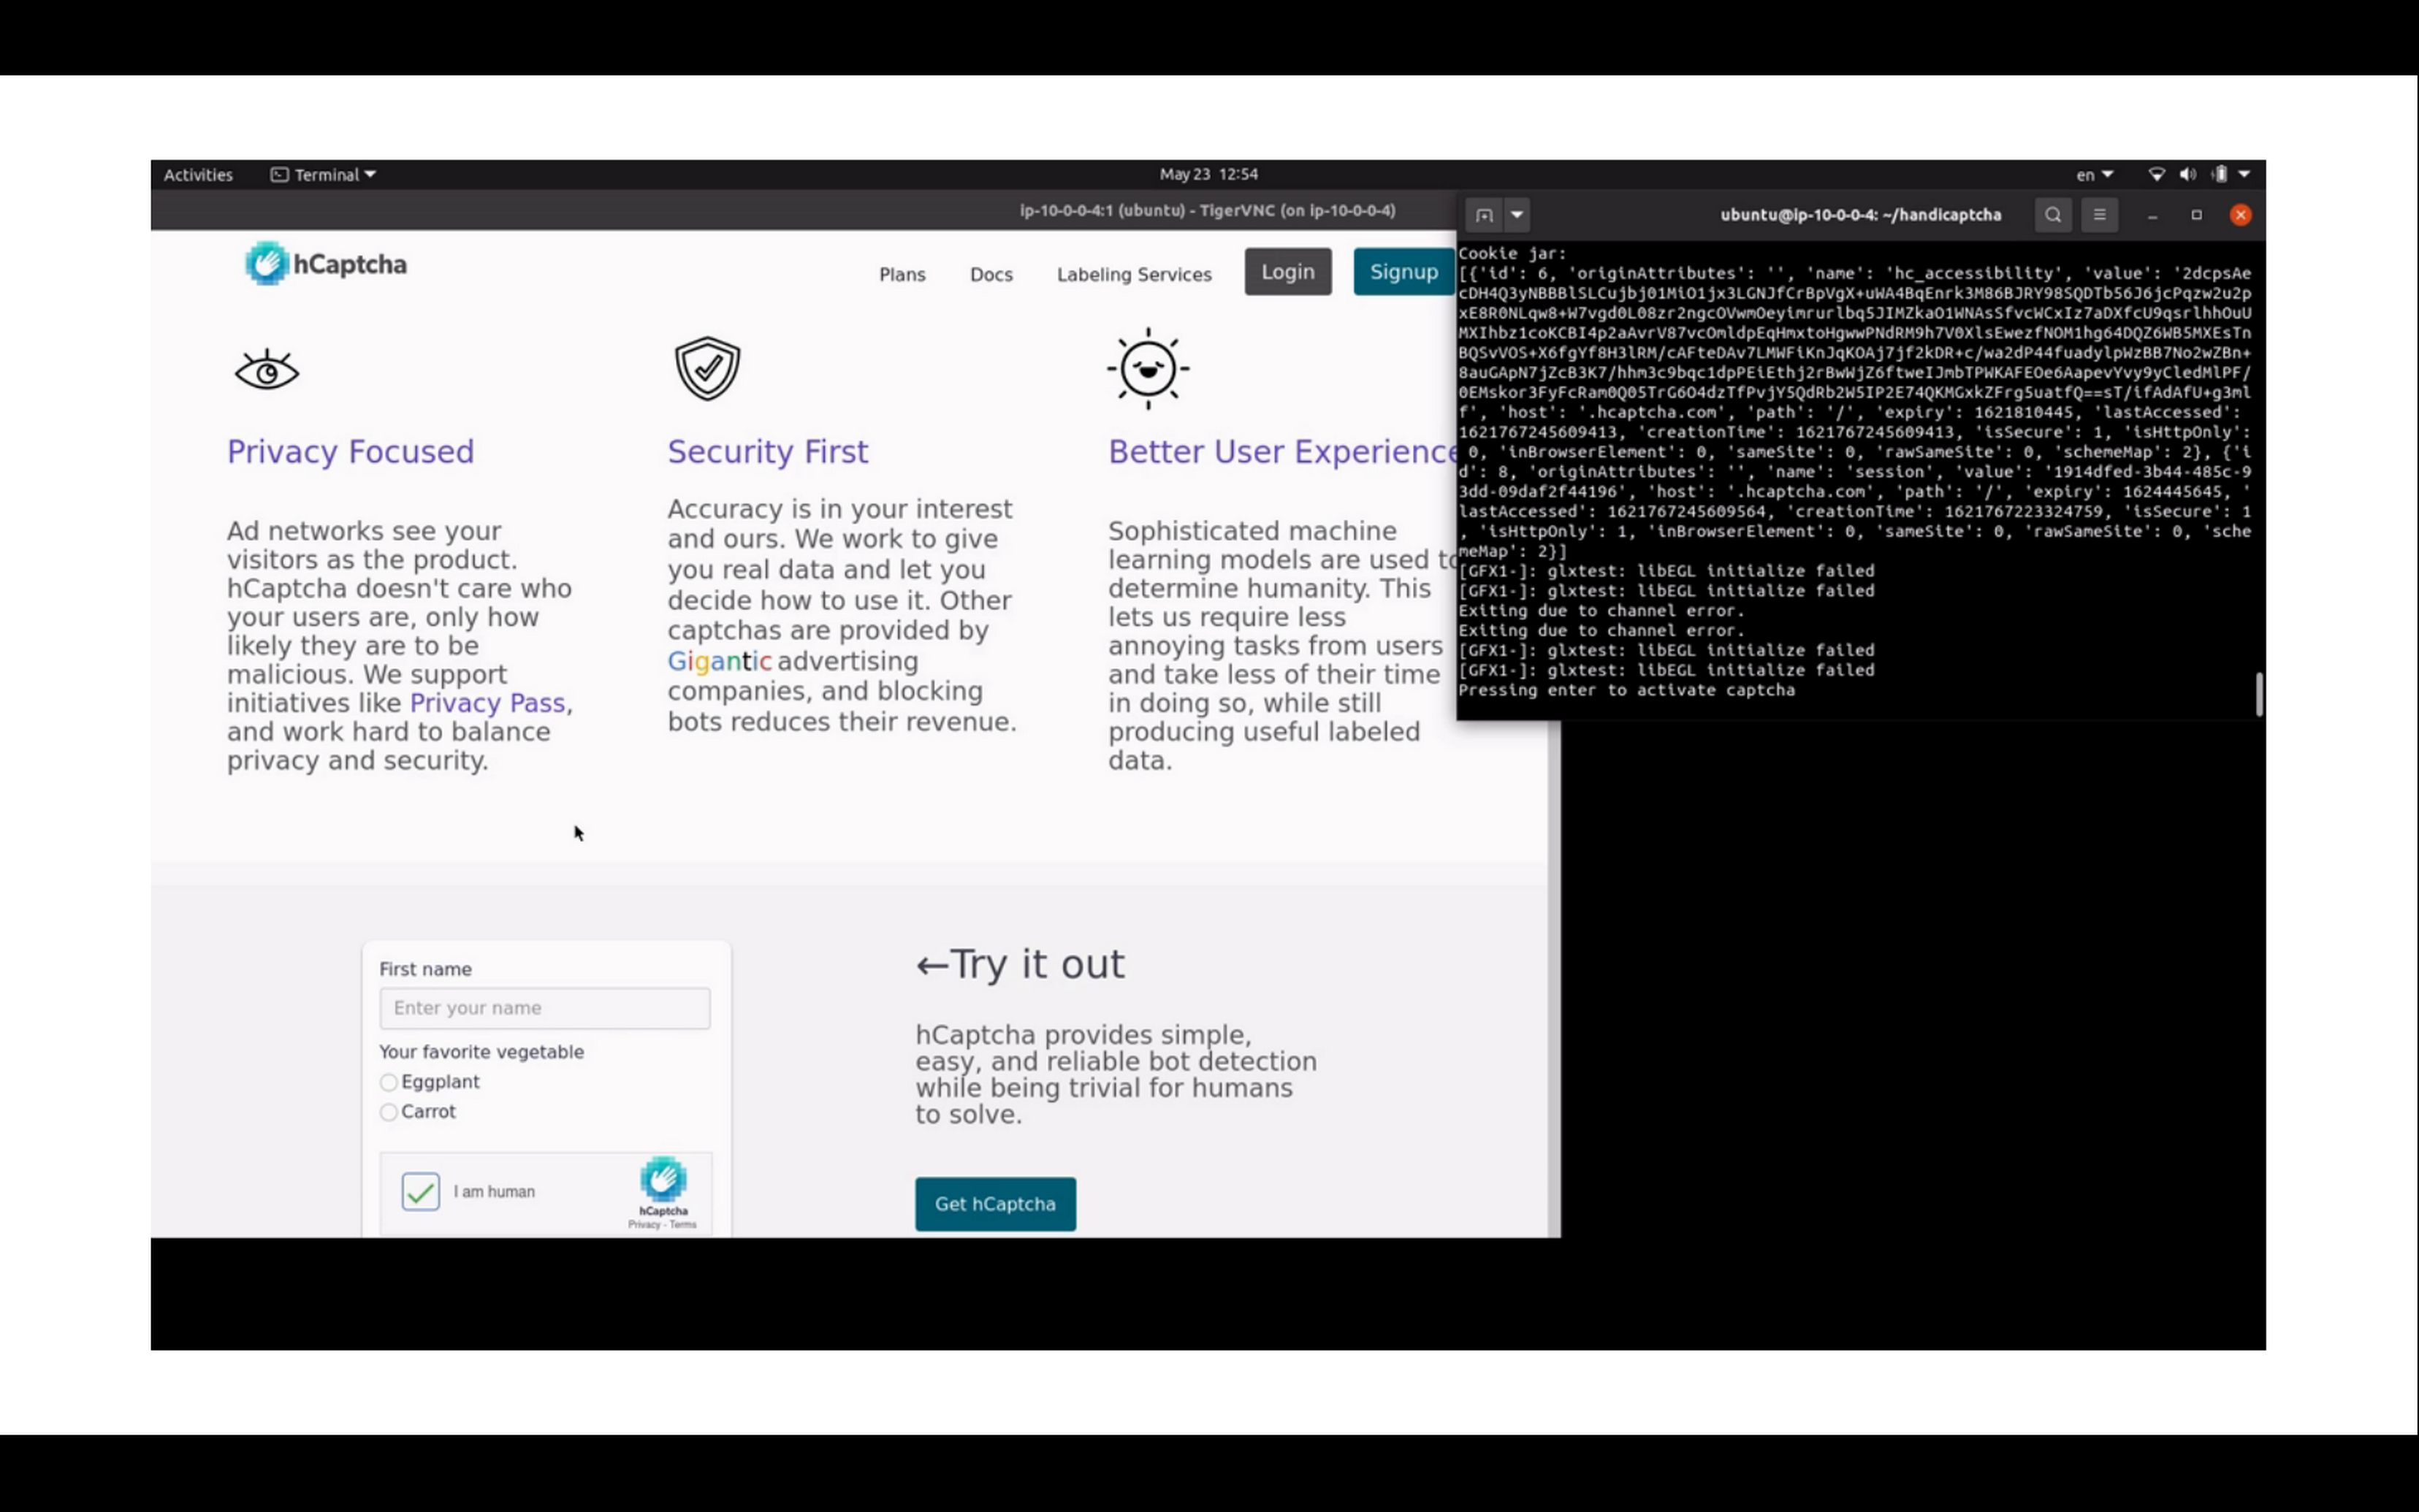 Activities
Terminal
May 23 12:54
en
ip-10-0-0-4:1 (ubuntu) - TigerVNC (on ip-10-0-0-4)
hCaptcha
Plans
Docs
Labeling Services
Login
Signup
Privacy Focused
Ad networks see your
visitors as the product.
hCaptcha doesn't care who
your users are, only how
likely they are to be
malicious. We support
initiatives like Privacy Pass,
and work hard to balance
privacy and security.
Security First
Accuracy is in your interest
and ours. We work to give
you real data and let you
decide how to use it. Other
captchas are provided by
Gigantic advertising
companies, and blocking
bots reduces their revenue.
Better User Experience
Sophisticated machine
learning models are used to
determine humanity. This
lets us require less
annoying tasks from users
and take less of their time
in doing so, while still
producing useful labeled
data.
First name
Enter your name
Your favorite vegetable
Eggplant
Carrot
I am human
hCaptcha
Privacy - Terms
←Try it out
hCaptcha provides simple,
easy, and reliable bot detection
while being trivial for humans
to solve.
Get hCaptcha
ubuntu@ip-10-0-0-4: ~/handicaptcha
Cookie jar:
[{'id': 6, 'originAttributes': '', 'name': 'hc_accessibility', 'value':
f', 'host': '.hcaptcha.com', 'path': '/', 'expiry': 1621810445, 'lastAccessed':
1621767245609413, 'creationTime': 1621767245609413, 'isSecure': 1, 'isHttpOnly':
0, 'inBrowserElement': 0, 'sameSite': 0, 'rawSameSite': 0, 'schemeMap': 2}, {'i
d': 8, 'originAttributes': '', 'name': 'session', 'value': '1914dfed-3b44-485c-9
3dd-09daf2f44196', 'host': '.hcaptcha.com', 'path': '/', 'expiry': 1624445645, '
lastAccessed': 1621767245609564, 'creationTime': 1621767223324759, 'isSecure': 1
, 'isHttpOnly': 1, 'inBrowserElement': 0, 'sameSite': 0, 'rawSameSite': 0, 'sche
meMap': 2}]
[GFX1-]: glxtest: libEGL initialize failed
[GFX1-]: glxtest: libEGL initialize failed
Exiting due to channel error.
Exiting due to channel error.
[GFX1-]: glxtest: libEGL initialize failed
[GFX1-]: glxtest: libEGL initialize failed
Pressing enter to activate captcha